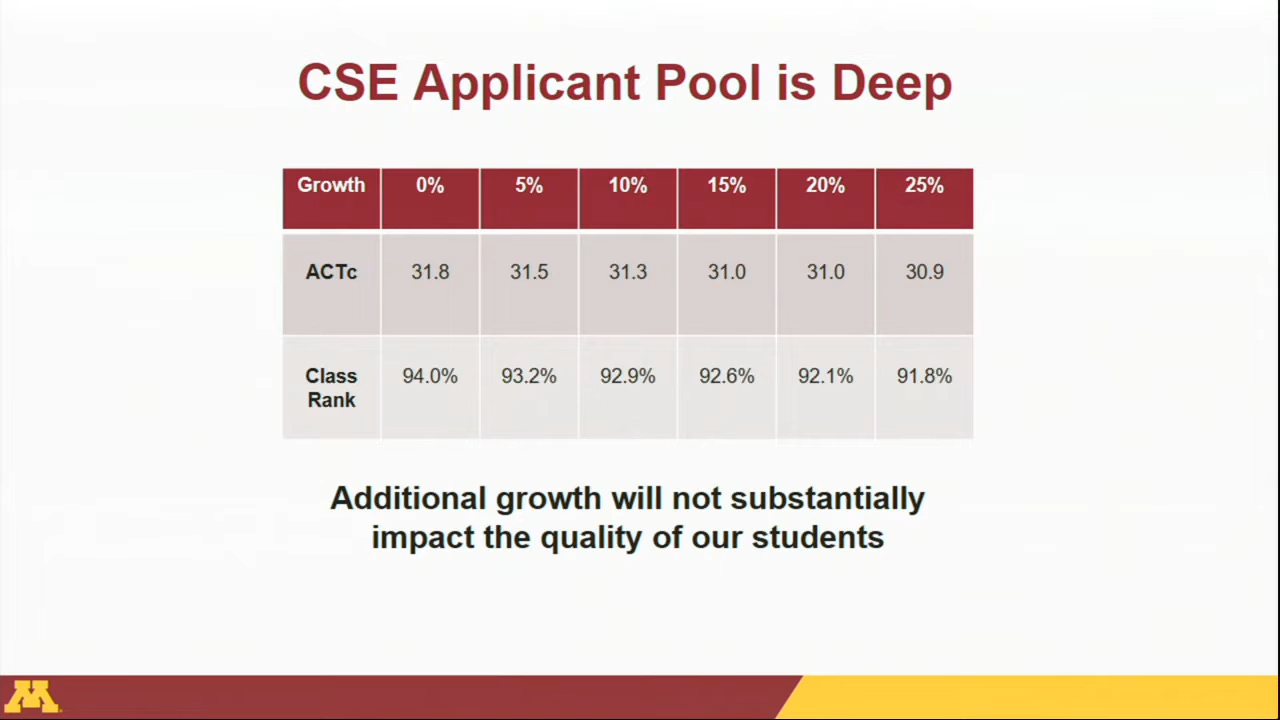 CSE Applicant Pool is Deep
Growth 0% 5% 10% 15% 20% 25%
ACTc 31.8 31.5 31.3 31.0 31.0 30.9
Class Rank 94.0% 93.2% 92.9% 92.6% 92.1% 91.8%
Additional growth will not substantially
impact the quality of our students
M